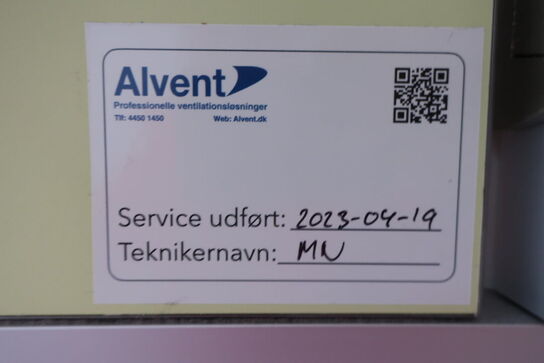 Alvent
Professionelle ventilationsløsninger
Tlf: 4450 1450 Web: Alvent.dk
Service udført: 2023-04-19
Teknikernavn: MN